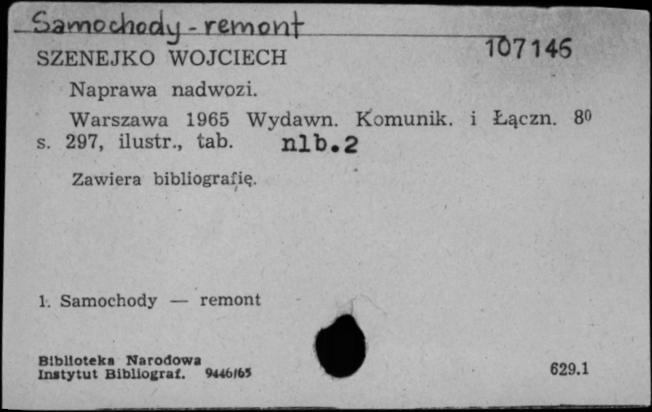 Samochody - remont
SZENEJKO WOJCIECH 107146
Naprawa nadwozi.
Warszawa 1965 Wydawn. Komunik. i Łączn. 8⁰
s. 297, ilustr., tab. nlb.2
Zawiera bibliografię.
1. Samochody — remont
Biblioteka Narodowa
Instytut Bibliograf. 9446/65 629.1